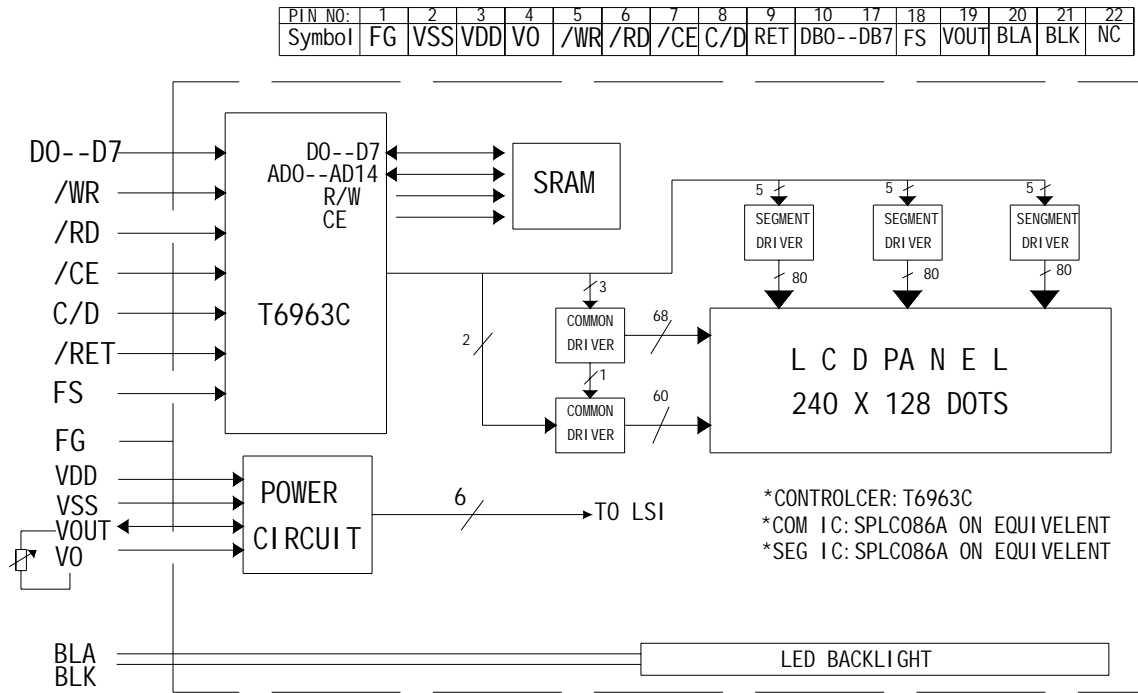 PIN NO: 1 2 3 4 5 6 7 8 9 10 17 18 19 20 21 22
Symbol FG VSS VDD VO /WR /RD /CE C/D RET DB0--DB7 FS VOUT BLA BLK NC
D0--D7
/WR
/RD
/CE
C/D
/RET
FS
FG
VDD
VSS
VOUT
VO
BLA
BLK
D0--D7
AD0--AD14
R/W
CE
T6963C
SRAM
5 5 5
SEGMENT DRIVER
SEGMENT DRIVER
SENGMENT DRIVER
80 80 80
3
2
COMMON
DRIVER
68
1
COMMON
DRIVER
60
L C D PA N E L
240 X 128 DOTS
POWER
CIRCUIT
6
TO LSI
*CONTROLCER: T6963C
*COM IC: SPLC086A ON EQUIVELENT
*SEG IC: SPLC086A ON EQUIVELENT
LED BACKLIGHT